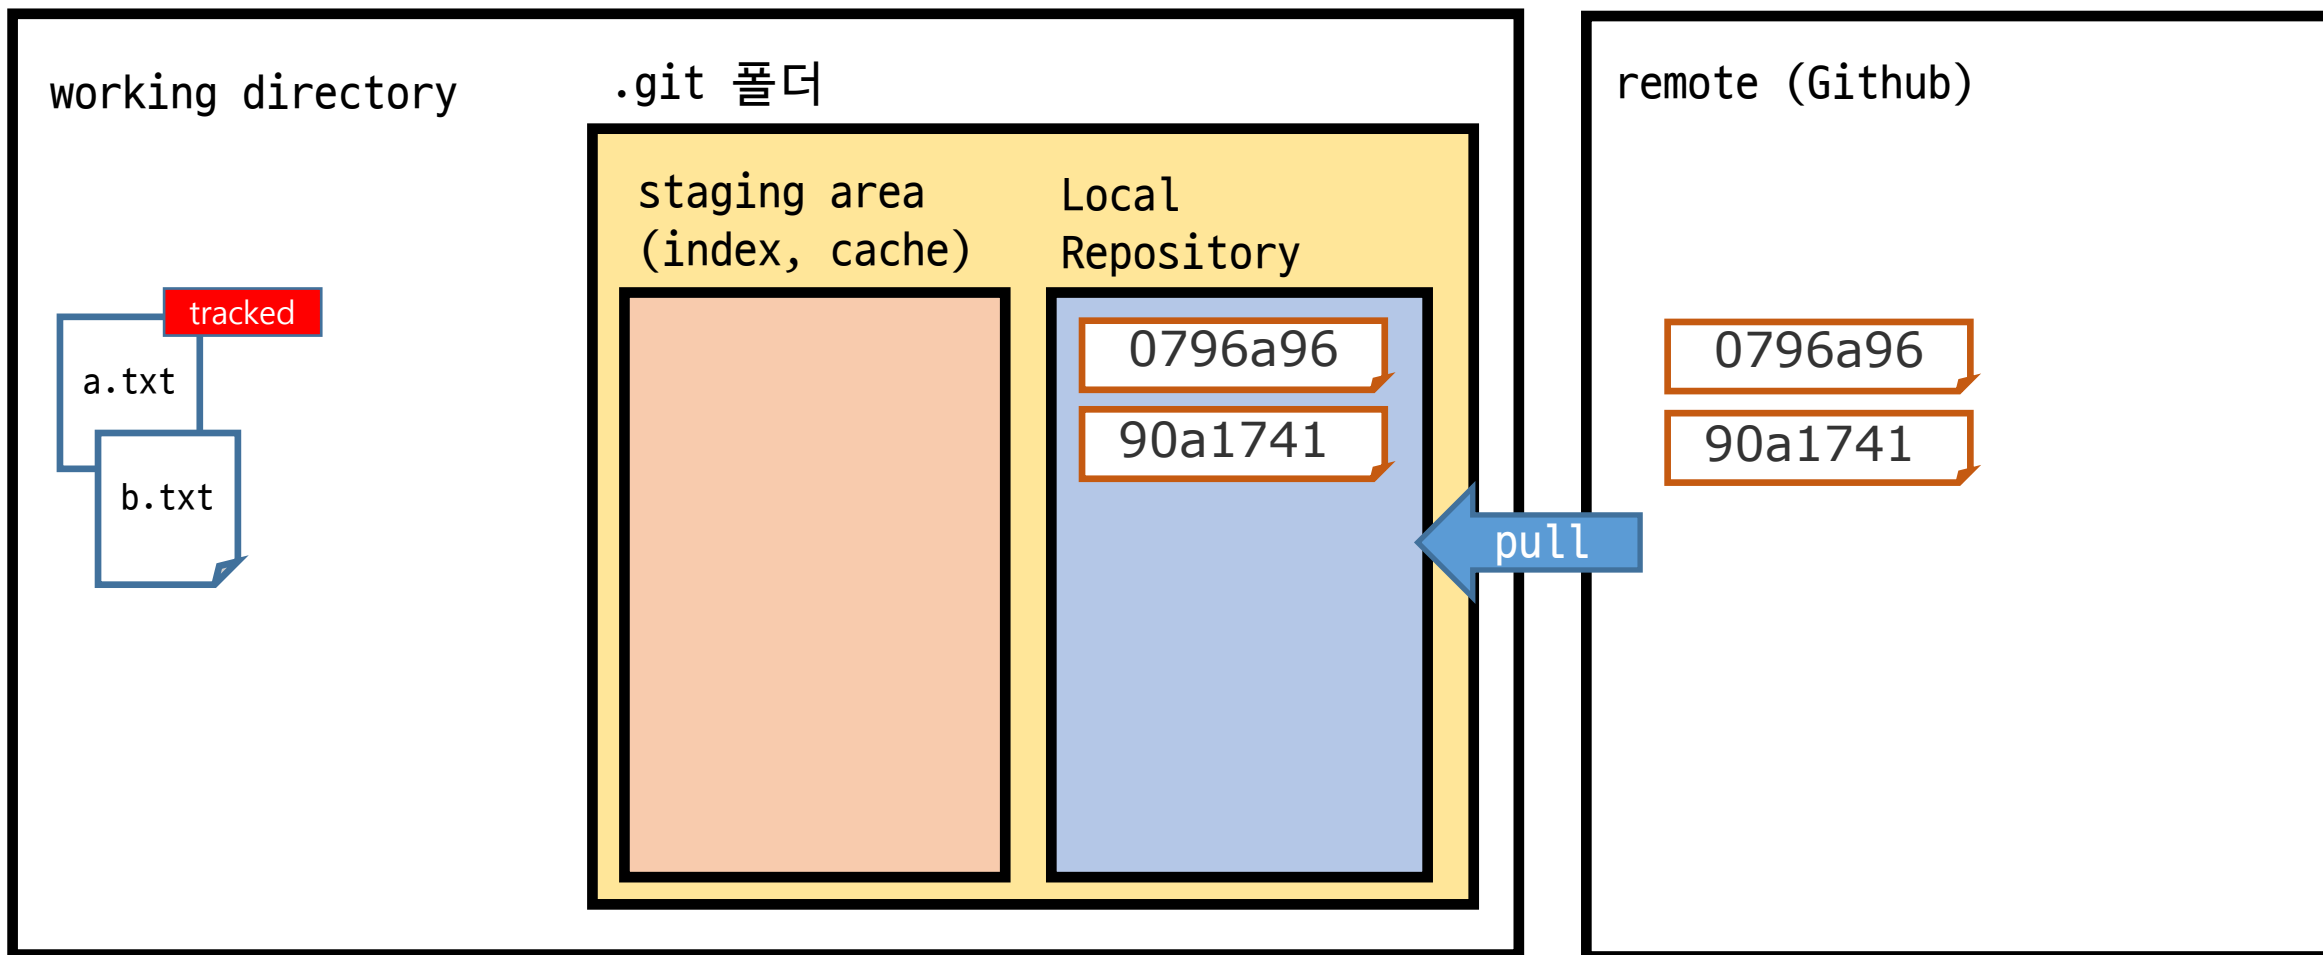 working directory
.git 폴더
remote (Github)
staging area
(index, cache)
Local
Repository
tracked
a.txt
b.txt
0796a96
90a1741
pull
0796a96
90a1741